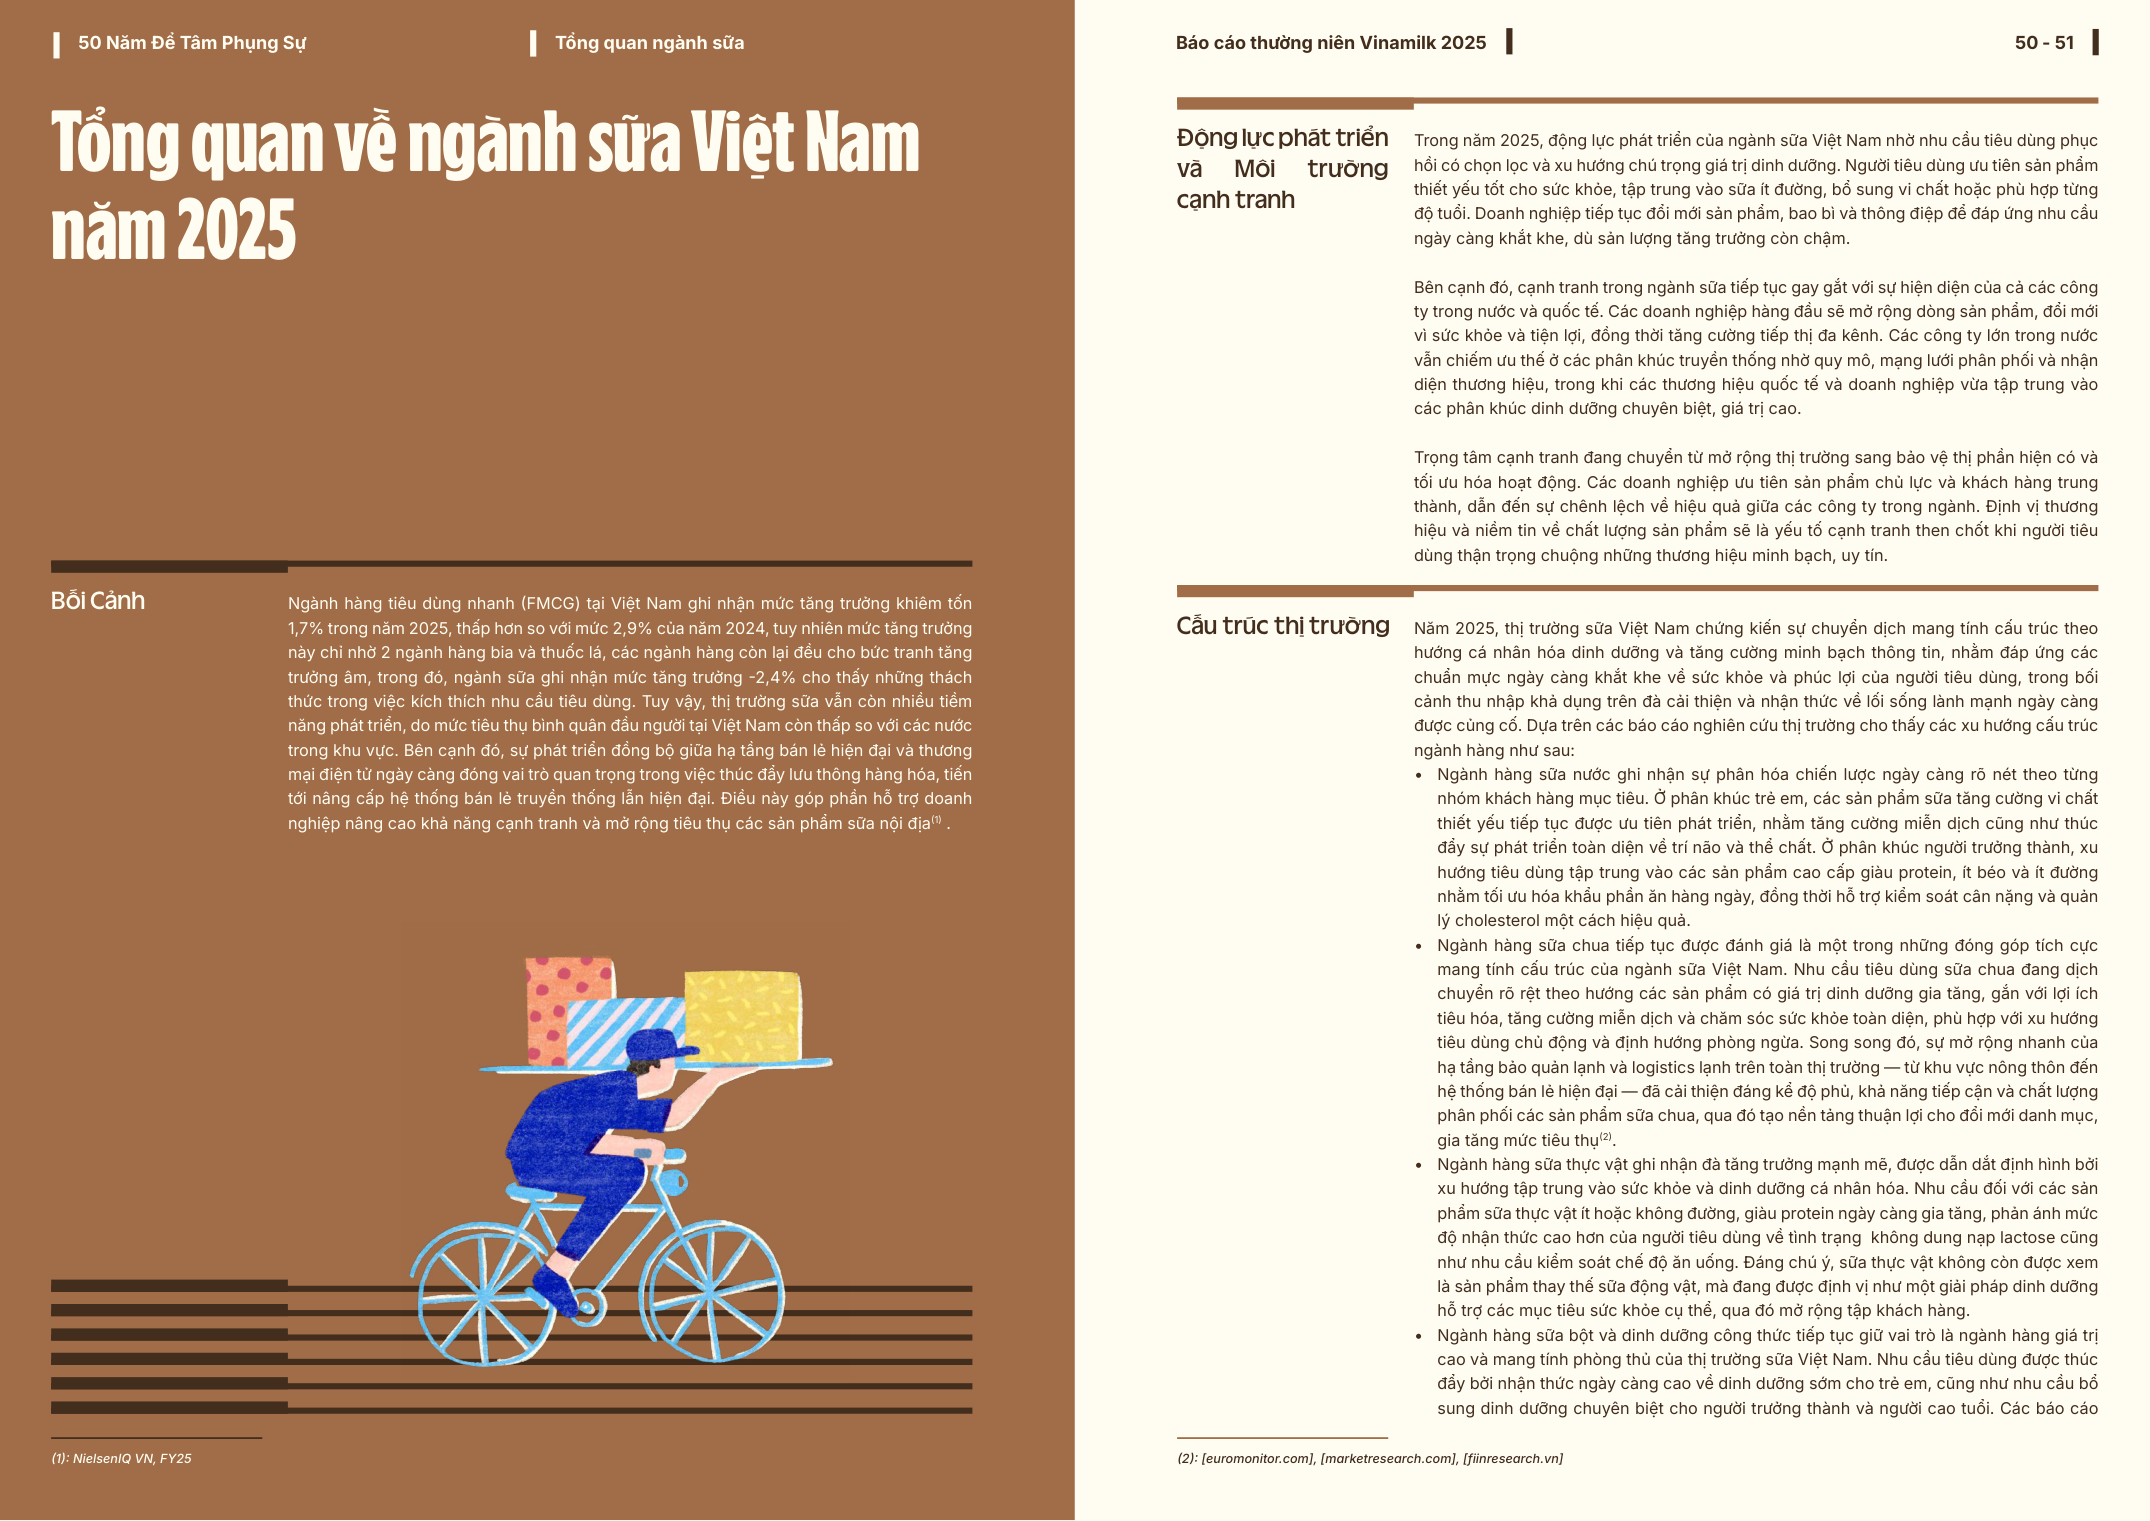 50 Năm Để Tâm Phụng Sự
Tổng quan ngành sữa
Tổng quan về ngành sữa Việt Nam
năm 2025
Bối Cảnh
Ngành hàng tiêu dùng nhanh (FMCG) tại Việt Nam ghi nhận mức tăng trưởng khiêm tốn
1,7% trong năm 2025, thấp hơn so với mức 2,9% của năm 2024, tuy nhiên mức tăng trưởng
này chỉ nhờ 2 ngành hàng bia và thuốc lá, các ngành hàng còn lại đều cho bức tranh tăng
trưởng âm, trong đó, ngành sữa ghi nhận mức tăng trưởng -2,4% cho thấy những thách
thức trong việc kích thích nhu cầu tiêu dùng. Tuy vậy, thị trường sữa vẫn còn nhiều tiềm
năng phát triển, do mức tiêu thụ bình quân đầu người tại Việt Nam còn thấp so với các nước
trong khu vực. Bên cạnh đó, sự phát triển đồng bộ giữa hạ tầng bán lẻ hiện đại và thương
mại điện tử ngày càng đóng vai trò quan trọng trong việc thúc đẩy lưu thông hàng hóa, tiến
tới nâng cấp hệ thống bán lẻ truyền thống lẫn hiện đại. Điều này góp phần hỗ trợ doanh
nghiệp nâng cao khả năng cạnh tranh và mở rộng tiêu thụ các sản phẩm sữa nội địa(1) .
(1): NielsenIQ VN, FY25
Báo cáo thường niên Vinamilk 2025
50 - 51
Động lực phát triển
và Môi trường
cạnh tranh
Trong năm 2025, động lực phát triển của ngành sữa Việt Nam nhờ nhu cầu tiêu dùng phục
hồi có chọn lọc và xu hướng chú trọng giá trị dinh dưỡng. Người tiêu dùng ưu tiên sản phẩm
thiết yếu tốt cho sức khỏe, tập trung vào sữa ít đường, bổ sung vi chất hoặc phù hợp từng
độ tuổi. Doanh nghiệp tiếp tục đổi mới sản phẩm, bao bì và thông điệp để đáp ứng nhu cầu
ngày càng khắt khe, dù sản lượng tăng trưởng còn chậm.
Bên cạnh đó, cạnh tranh trong ngành sữa tiếp tục gay gắt với sự hiện diện của cả các công
ty trong nước và quốc tế. Các doanh nghiệp hàng đầu sẽ mở rộng dòng sản phẩm, đổi mới
vì sức khỏe và tiện lợi, đồng thời tăng cường tiếp thị đa kênh. Các công ty lớn trong nước
vẫn chiếm ưu thế ở các phân khúc truyền thống nhờ quy mô, mạng lưới phân phối và nhận
diện thương hiệu, trong khi các thương hiệu quốc tế và doanh nghiệp vừa tập trung vào
các phân khúc dinh dưỡng chuyên biệt, giá trị cao.
Trọng tâm cạnh tranh đang chuyển từ mở rộng thị trường sang bảo vệ thị phần hiện có và
tối ưu hóa hoạt động. Các doanh nghiệp ưu tiên sản phẩm chủ lực và khách hàng trung
thành, dẫn đến sự chênh lệch về hiệu quả giữa các công ty trong ngành. Định vị thương
hiệu và niềm tin về chất lượng sản phẩm sẽ là yếu tố cạnh tranh then chốt khi người tiêu
dùng thận trọng chuộng những thương hiệu minh bạch, uy tín.
Cấu trúc thị trường
Năm 2025, thị trường sữa Việt Nam chứng kiến sự chuyển dịch mang tính cấu trúc theo
hướng cá nhân hóa dinh dưỡng và tăng cường minh bạch thông tin, nhằm đáp ứng các
chuẩn mực ngày càng khắt khe về sức khỏe và phúc lợi của người tiêu dùng, trong bối
cảnh thu nhập khả dụng trên đà cải thiện và nhận thức về lối sống lành mạnh ngày càng
được củng cố. Dựa trên các báo cáo nghiên cứu thị trường cho thấy các xu hướng cấu trúc
ngành hàng như sau:
• Ngành hàng sữa nước ghi nhận sự phân hóa chiến lược ngày càng rõ nét theo từng
nhóm khách hàng mục tiêu. Ở phân khúc trẻ em, các sản phẩm sữa tăng cường vi chất
thiết yếu tiếp tục được ưu tiên phát triển, nhằm tăng cường miễn dịch cũng như thúc
đẩy sự phát triển toàn diện về trí não và thể chất. Ở phân khúc người trưởng thành, xu
hướng tiêu dùng tập trung vào các sản phẩm cao cấp giàu protein, ít béo và ít đường
nhằm tối ưu hóa khẩu phần ăn hàng ngày, đồng thời hỗ trợ kiểm soát cân nặng và quản
lý cholesterol một cách hiệu quả.
• Ngành hàng sữa chua tiếp tục được đánh giá là một trong những đóng góp tích cực
mang tính cấu trúc của ngành sữa Việt Nam. Nhu cầu tiêu dùng sữa chua đang dịch
chuyển rõ rệt theo hướng các sản phẩm có giá trị dinh dưỡng gia tăng, gắn với lợi ích
tiêu hóa, tăng cường miễn dịch và chăm sóc sức khỏe toàn diện, phù hợp với xu hướng
tiêu dùng chủ động và định hướng phòng ngừa. Song song đó, sự mở rộng nhanh của
hạ tầng bảo quản lạnh và logistics lạnh trên toàn thị trường — từ khu vực nông thôn đến
hệ thống bán lẻ hiện đại — đã cải thiện đáng kể độ phủ, khả năng tiếp cận và chất lượng
phân phối các sản phẩm sữa chua, qua đó tạo nền tảng thuận lợi cho đổi mới danh mục,
gia tăng mức tiêu thụ(2).
• Ngành hàng sữa thực vật ghi nhận đà tăng trưởng mạnh mẽ, được dẫn dắt định hình bởi
xu hướng tập trung vào sức khỏe và dinh dưỡng cá nhân hóa. Nhu cầu đối với các sản
phẩm sữa thực vật ít hoặc không đường, giàu protein ngày càng gia tăng, phản ánh mức
độ nhận thức cao hơn của người tiêu dùng về tình trạng không dung nạp lactose cũng
như nhu cầu kiểm soát chế độ ăn uống. Đáng chú ý, sữa thực vật không còn được xem
là sản phẩm thay thế sữa động vật, mà đang được định vị như một giải pháp dinh dưỡng
hỗ trợ các mục tiêu sức khỏe cụ thể, qua đó mở rộng tập khách hàng.
• Ngành hàng sữa bột và dinh dưỡng công thức tiếp tục giữ vai trò là ngành hàng giá trị
cao và mang tính phòng thủ của thị trường sữa Việt Nam. Nhu cầu tiêu dùng được thúc
đẩy bởi nhận thức ngày càng cao về dinh dưỡng sớm cho trẻ em, cũng như nhu cầu bổ
sung dinh dưỡng chuyên biệt cho người trưởng thành và người cao tuổi. Các báo cáo
(2): [euromonitor.com], [marketresearch.com], [fiinresearch.vn]